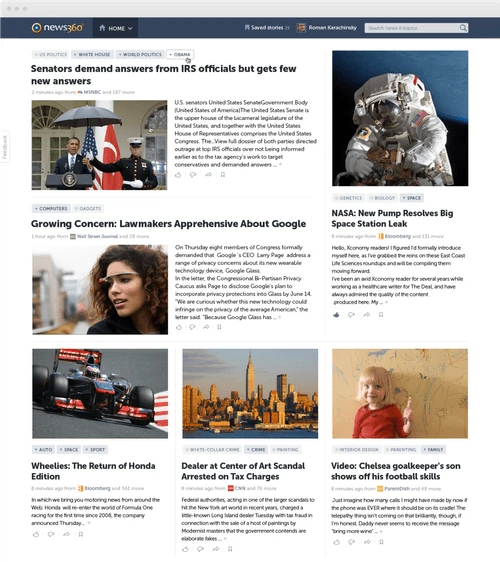 news360°
HOME
Saved stories
Roman Karachinsky
Search news & topics
Feedback
US POLITICS
WHITE HOUSE
WORLD POLITICS
OBAMA
Senators demand answers from IRS officials but gets few
new answers
2 minutes ago from MSNBC and 187 more
U.S. senators United States SenateGovernment Body
(United States of America)The United States Senate is
the upper house of the bicameral legislature of the
United States, and together with the United States
House of Representatives comprises the United States
Congress. The...View full dossier of both parties directed
outrage at top IRS officials over not being informed
earlier as to the tax agency's work to target
conservatives and demanded answers ... »
GENETICS
BIOLOGY
SPACE
NASA: New Pump Resolves Big
Space Station Leak
8 minutes ago from Bloomberg and 131 more
Hello, Xconomy readers! I figured I'd formally introduce
myself here, as I've grabbed the reins on these East Coast
Life Sciences roundups and will be compiling them
moving forward.
I've been an avid Xconomy reader for several years while
working as a healthcare writer for The Deal, and have
always admired the quality of the content
produced here. My ... »
COMPUTERS
GADGETS
Growing Concern: Lawmakers Apprehensive About Google
1 hour ago from Wall Street Journal and 28 more
On Thursday eight members of Congress formally
demanded that Google´s CEO Larry Page address a
range of privacy concerns about its new wearable
technology device, Google Glass.
In the letter, the Congressional Bi-Partisan Privacy
Caucus asks Page to disclose Google's plan to
incorporate privacy protections into Glass by June 14.
"We are curious whether this new technology could
infringe on the privacy of the average American," the
letter said. "Because Google Glass has ... »
AUTO
SPACE
SPORT
Wheelies: The Return of Honda
Edition
8 minutes ago from Bloomberg and 541 more
In which we bring you motoring news from around the
Web: Honda will re-enter the world of Formula One
racing for the first time since 2008, the company
announced Thursday... »
WHITE-COLLAR CRIME
CRIME
PAINTING
Dealer at Center of Art Scandal
Arrested on Tax Charges
8 minutes ago from CNN and 76 more
Federal authorities, acting in one of the larger scandals to
hit the New York art world in recent years, charged a
little-known Long Island dealer Tuesday with tax fraud in
connection with the sale of a host of paintings by
Modernist masters that the government contends are
elaborate fakes ... »
INTERIOR DESIGN
PARENTING
FAMILY
Video: Chelsea goalkeeper's son
shows off his football skills
8 minutes ago from ParentDish and 49 more
Just imagine how many calls I might have made by now if
the phone was EVER where it should be on its cradle! The
telepathy thing isn't coming on that brilliantly, though, if
I'm honest. Daddy never seems to receive the message
"bring more wine" ... »